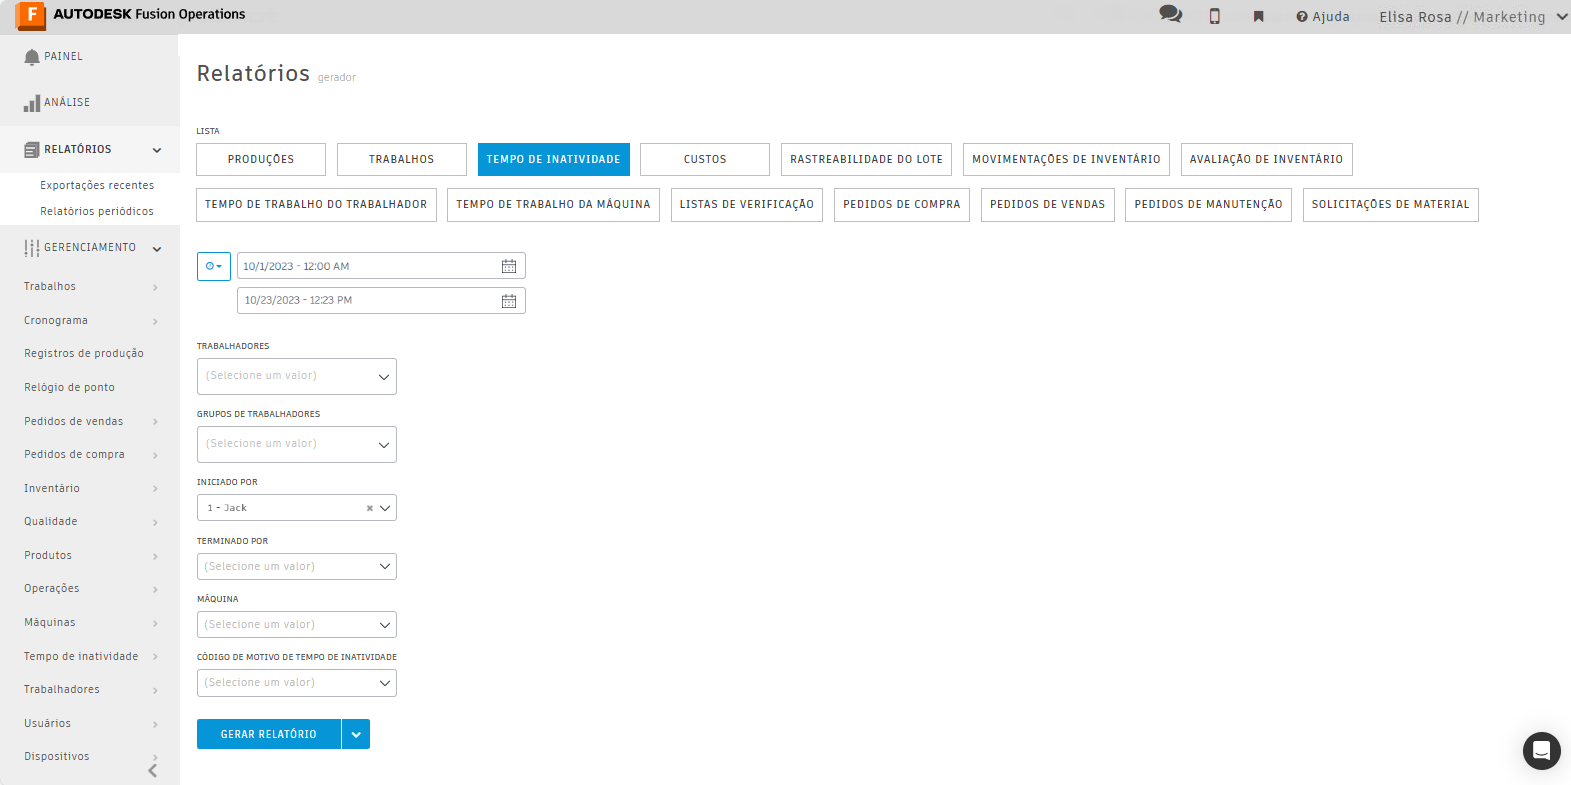 F AUTODESK Fusion Operations
Ajuda
Elisa Rosa // Marketing
PAINEL
ANÁLISE
RELATÓRIOS
Exportações recentes
Relatórios periódicos
GERENCIAMENTO
Trabalhos
Cronograma
Registros de produção
Relógio de ponto
Pedidos de vendas
Pedidos de compra
Inventário
Qualidade
Produtos
Operações
Máquinas
Tempo de inatividade
Trabalhadores
Usuários
Dispositivos
Relatórios gerador
LISTA
PRODUÇÕES
TRABALHOS
TEMPO DE INATIVIDADE
CUSTOS
RASTREABILIDADE DO LOTE
MOVIMENTAÇÕES DE INVENTÁRIO
AVALIAÇÃO DE INVENTÁRIO
TEMPO DE TRABALHO DO TRABALHADOR
TEMPO DE TRABALHO DA MÁQUINA
LISTAS DE VERIFICAÇÃO
PEDIDOS DE COMPRA
PEDIDOS DE VENDAS
PEDIDOS DE MANUTENÇÃO
SOLICITAÇÕES DE MATERIAL
10/1/2023 - 12:00 AM
10/23/2023 - 12:23 PM
TRABALHADORES
(Selecione um valor)
GRUPOS DE TRABALHADORES
(Selecione um valor)
INICIADO POR
1 - Jack
TERMINADO POR
(Selecione um valor)
MÁQUINA
(Selecione um valor)
CÓDIGO DE MOTIVO DE TEMPO DE INATIVIDADE
(Selecione um valor)
GERAR RELATÓRIO